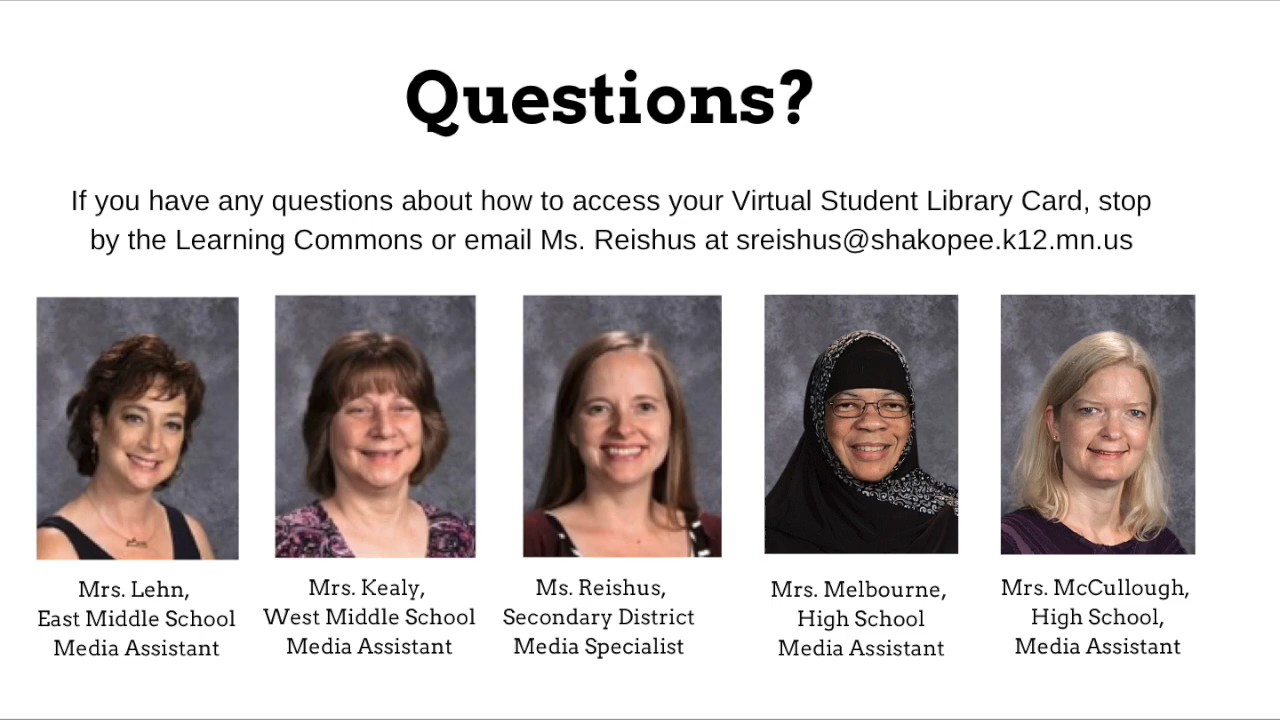 Questions?
If you have any questions about how to access your Virtual Student Library Card, stop
by the Learning Commons or email Ms. Reishus at sreishus@shakopee.k12.mn.us
Mrs. Lehn,
East Middle School
Media Assistant
Mrs. Kealy,
West Middle School
Media Assistant
Ms. Reishus,
Secondary District
Media Specialist
Mrs. Melbourne,
High School
Media Assistant
Mrs. McCullough,
High School,
Media Assistant